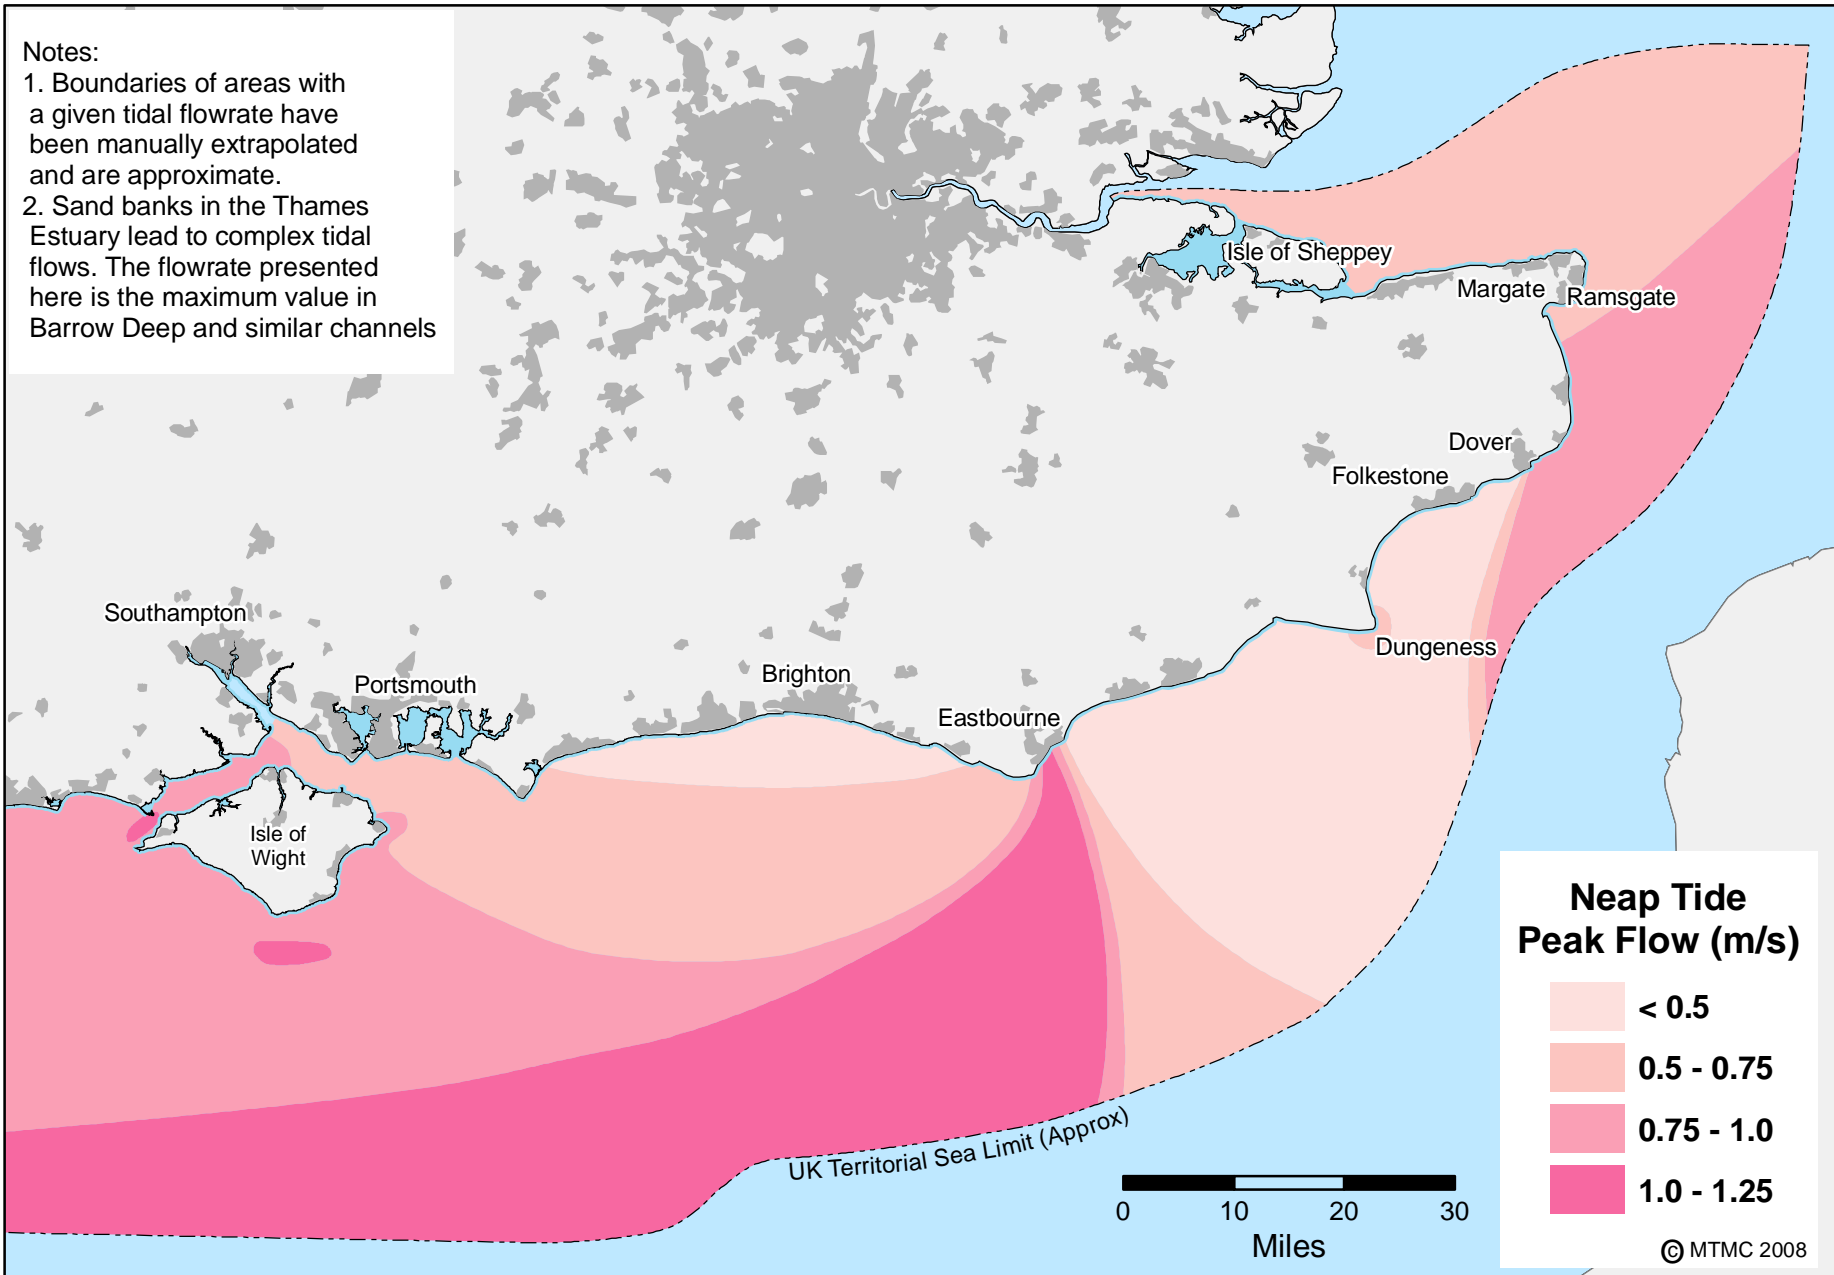 Notes:
1. Boundaries of areas with
a given tidal flowrate have
been manually extrapolated
and are approximate.
2. Sand banks in the Thames
Estuary lead to complex tidal
flows. The flowrate presented
here is the maximum value in
Barrow Deep and similar channels
Isle of Sheppey
Margate
Ramsgate
Dover
Folkestone
Southampton
Dungeness
Brighton
Portsmouth
Eastbourne
Isle of
Wight
UK Territorial Sea Limit (Approx)
0 10 20 30
Miles
Neap Tide
Peak Flow (m/s)
< 0.5
0.5 - 0.75
0.75 - 1.0
1.0 - 1.25
© MTMC 2008